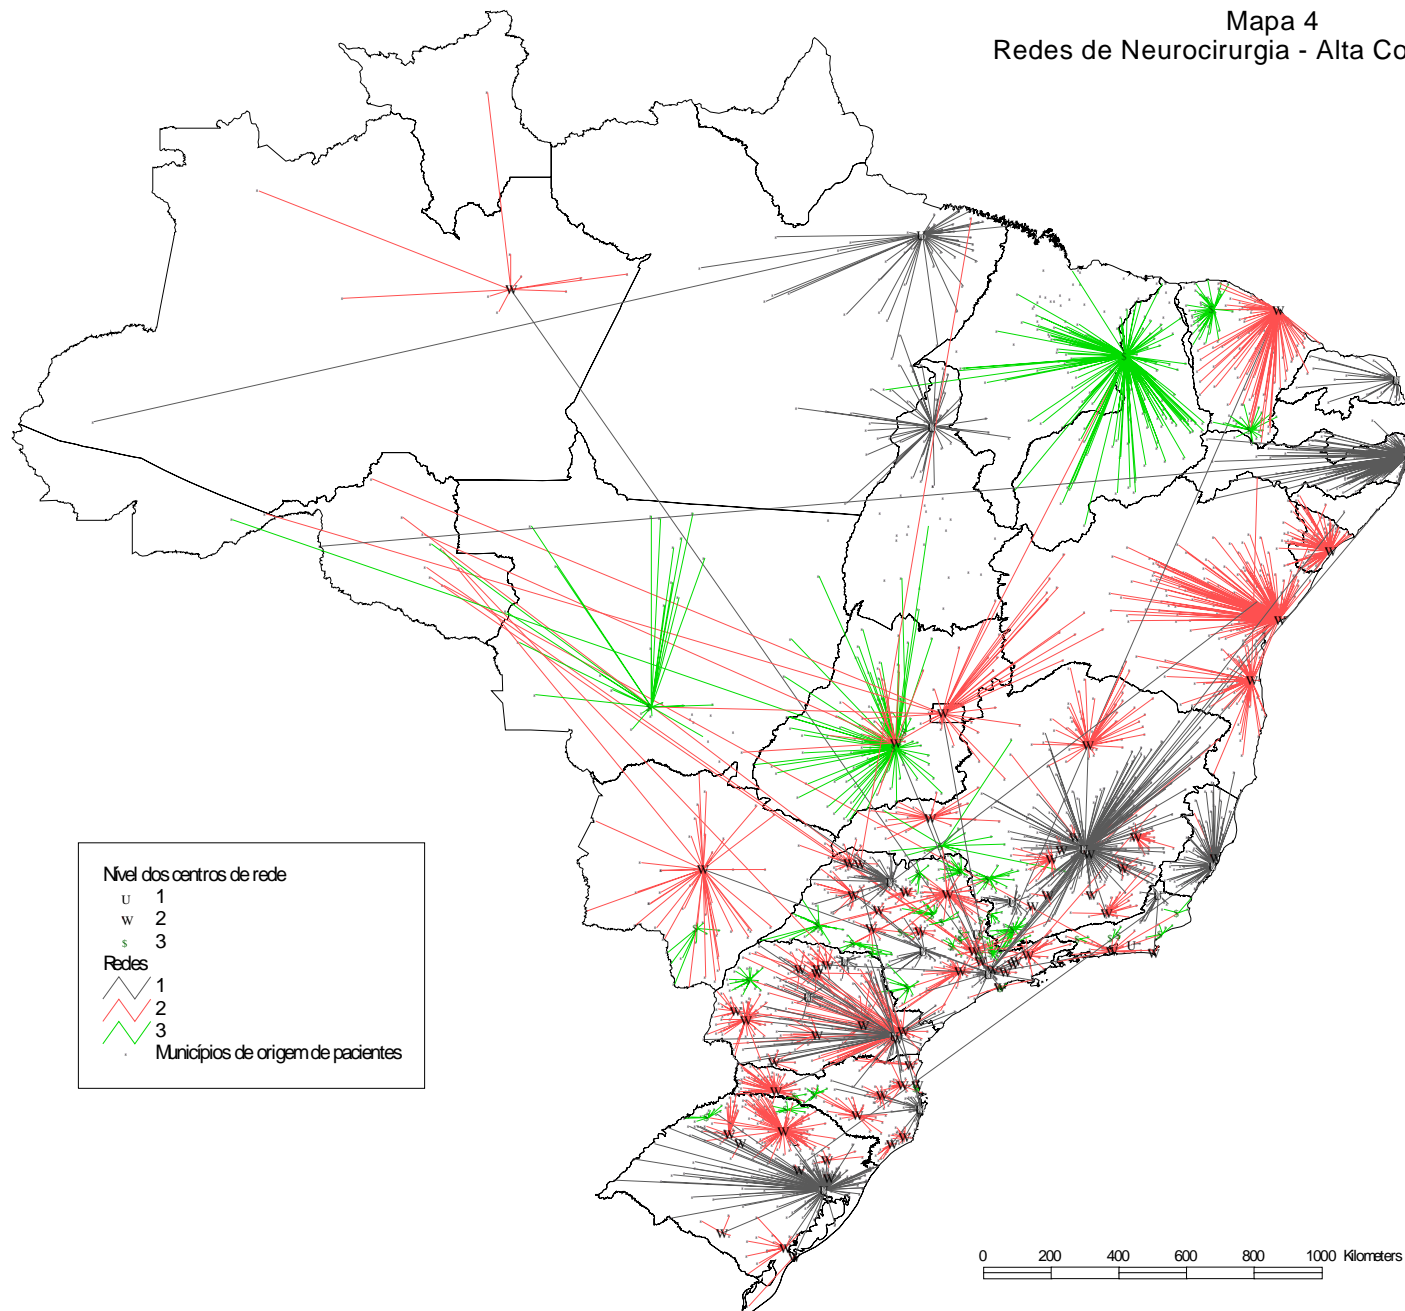 Mapa 4
Redes de Neurocirurgia - Alta Co
Nível dos centros de rede
U 1
W 2
$ 3
Redes
1
2
3
Municípios de origem de pacientes
0 200 400 600 800 1000 Kilometers